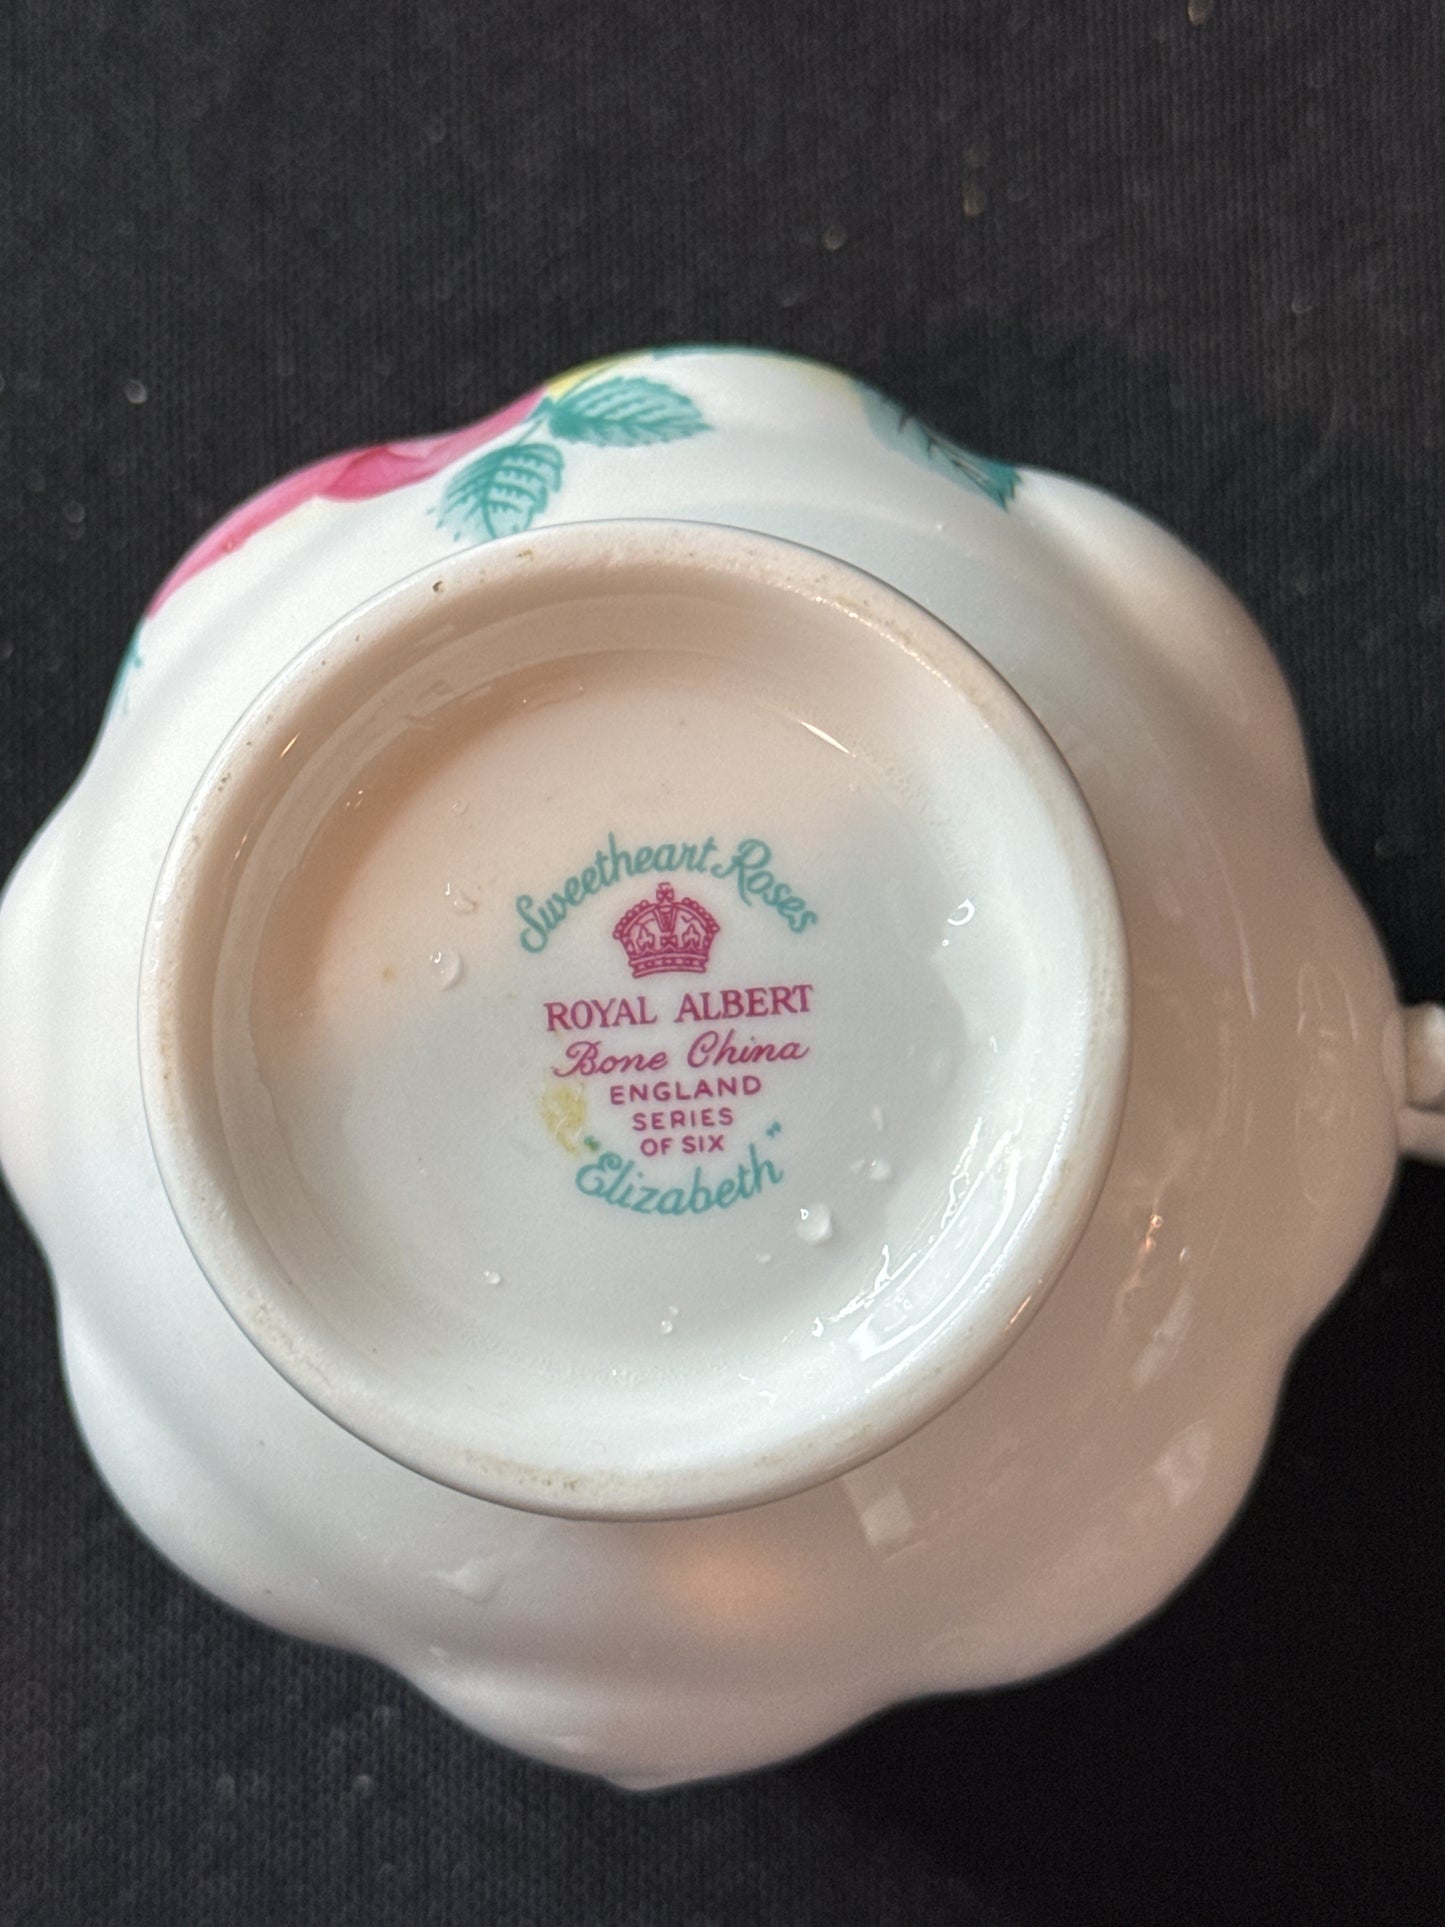 Sweetheart Roses
ROYAL ALBERT
Bone China
ENGLAND
SERIES
OF SIX
"Elizabeth"